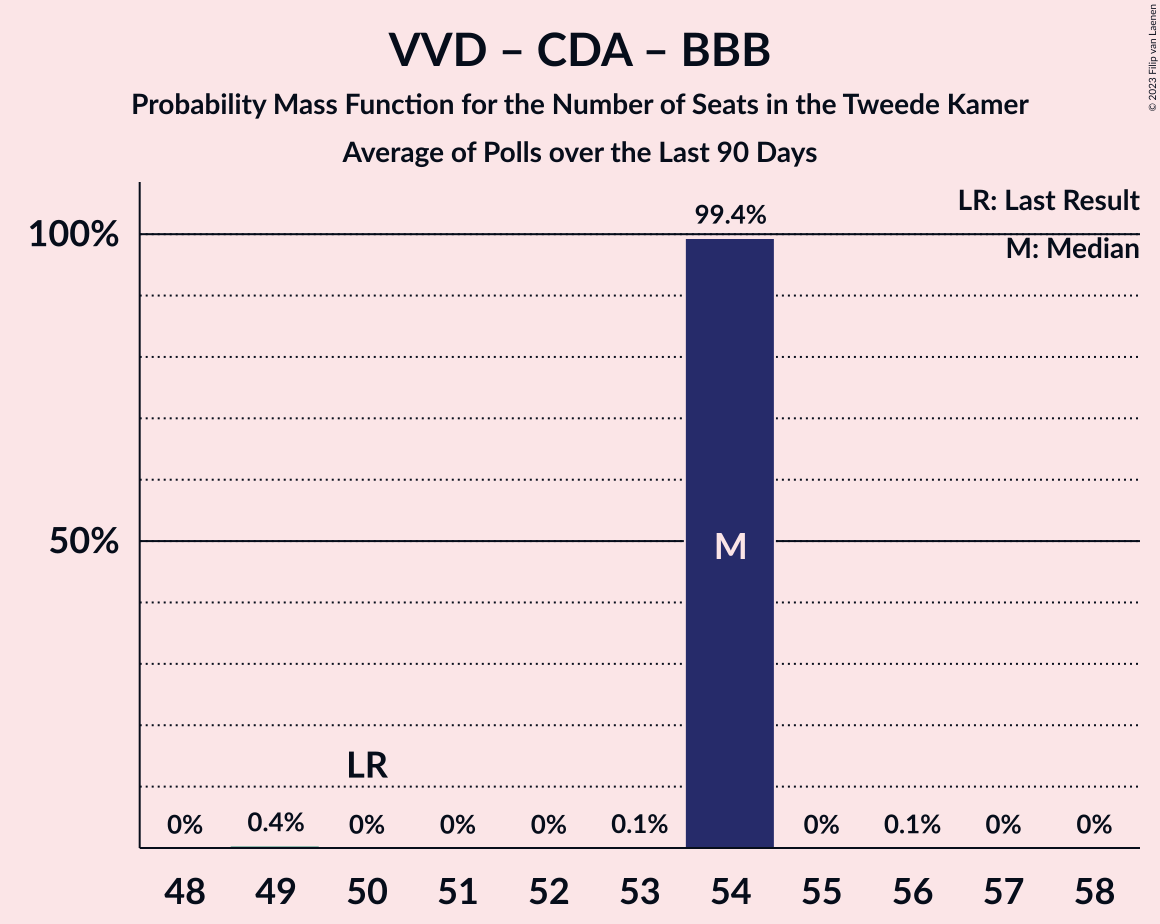 VVD – CDA – BBB
Probability Mass Function for the Number of Seats in the Tweede Kamer
Average of Polls over the Last 90 Days
© 2023 Filip van Laenen
LR: Last Result
M: Median
99.4%
100%
50%
M
LR
0% 0.4% 0% 0% 0% 0.1% 0% 0.1% 0% 0%
48 49 50 51 52 53 54 55 56 57 58